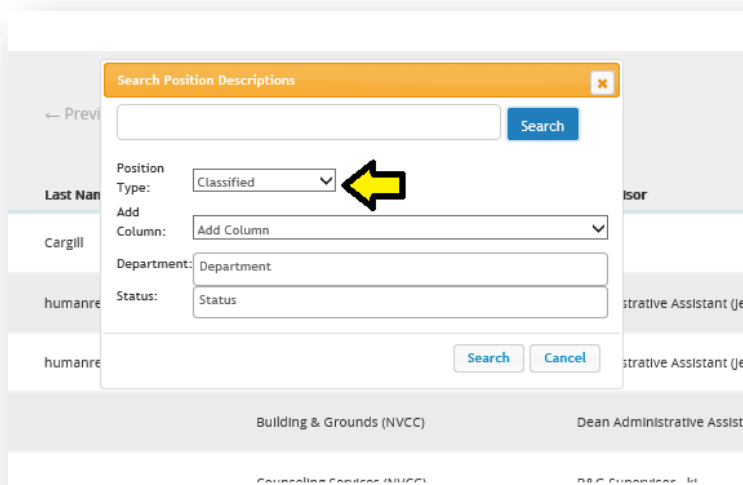 Search Position Descriptions
← Previ
Search
Position
Type:
Classified
Last Nan
isor
Add
Column:
Add Column
Cargill
Department:
Department
Status:
Status
humanre
strative Assistant (Je
Search
Cancel
humanre
strative Assistant (Je
Building & Grounds (NVCC)
Dean Administrative Assist
Counseling Services (NVCC)
B&G Supervisor